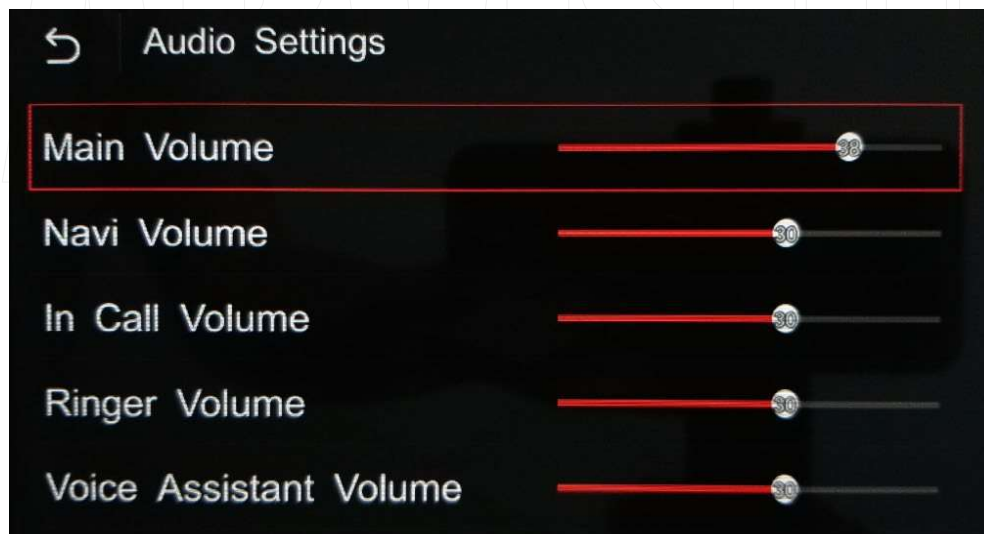 Audio Settings
Main Volume 38
Navi Volume 30
In Call Volume 30
Ringer Volume 30
Voice Assistant Volume 30